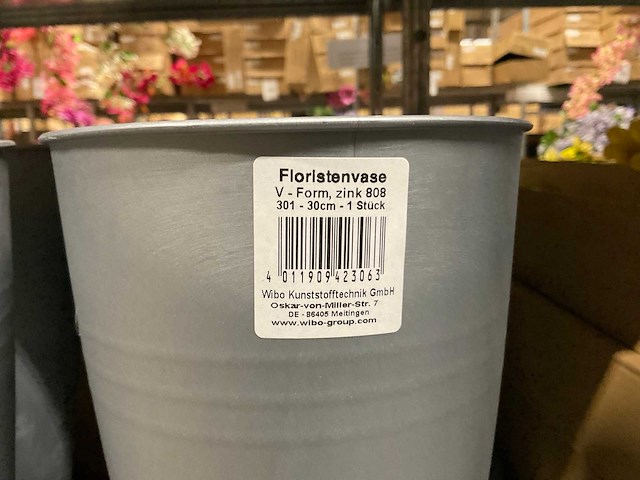 Floristenvase
V - Form, zink 808
301 - 30cm - 1 Stück
4 011909 423063
Wibo Kunststofftechnik GmbH
Oskar-von-Miller-Str. 7
DE - 86405 Meitingen
www.wibo-group.com